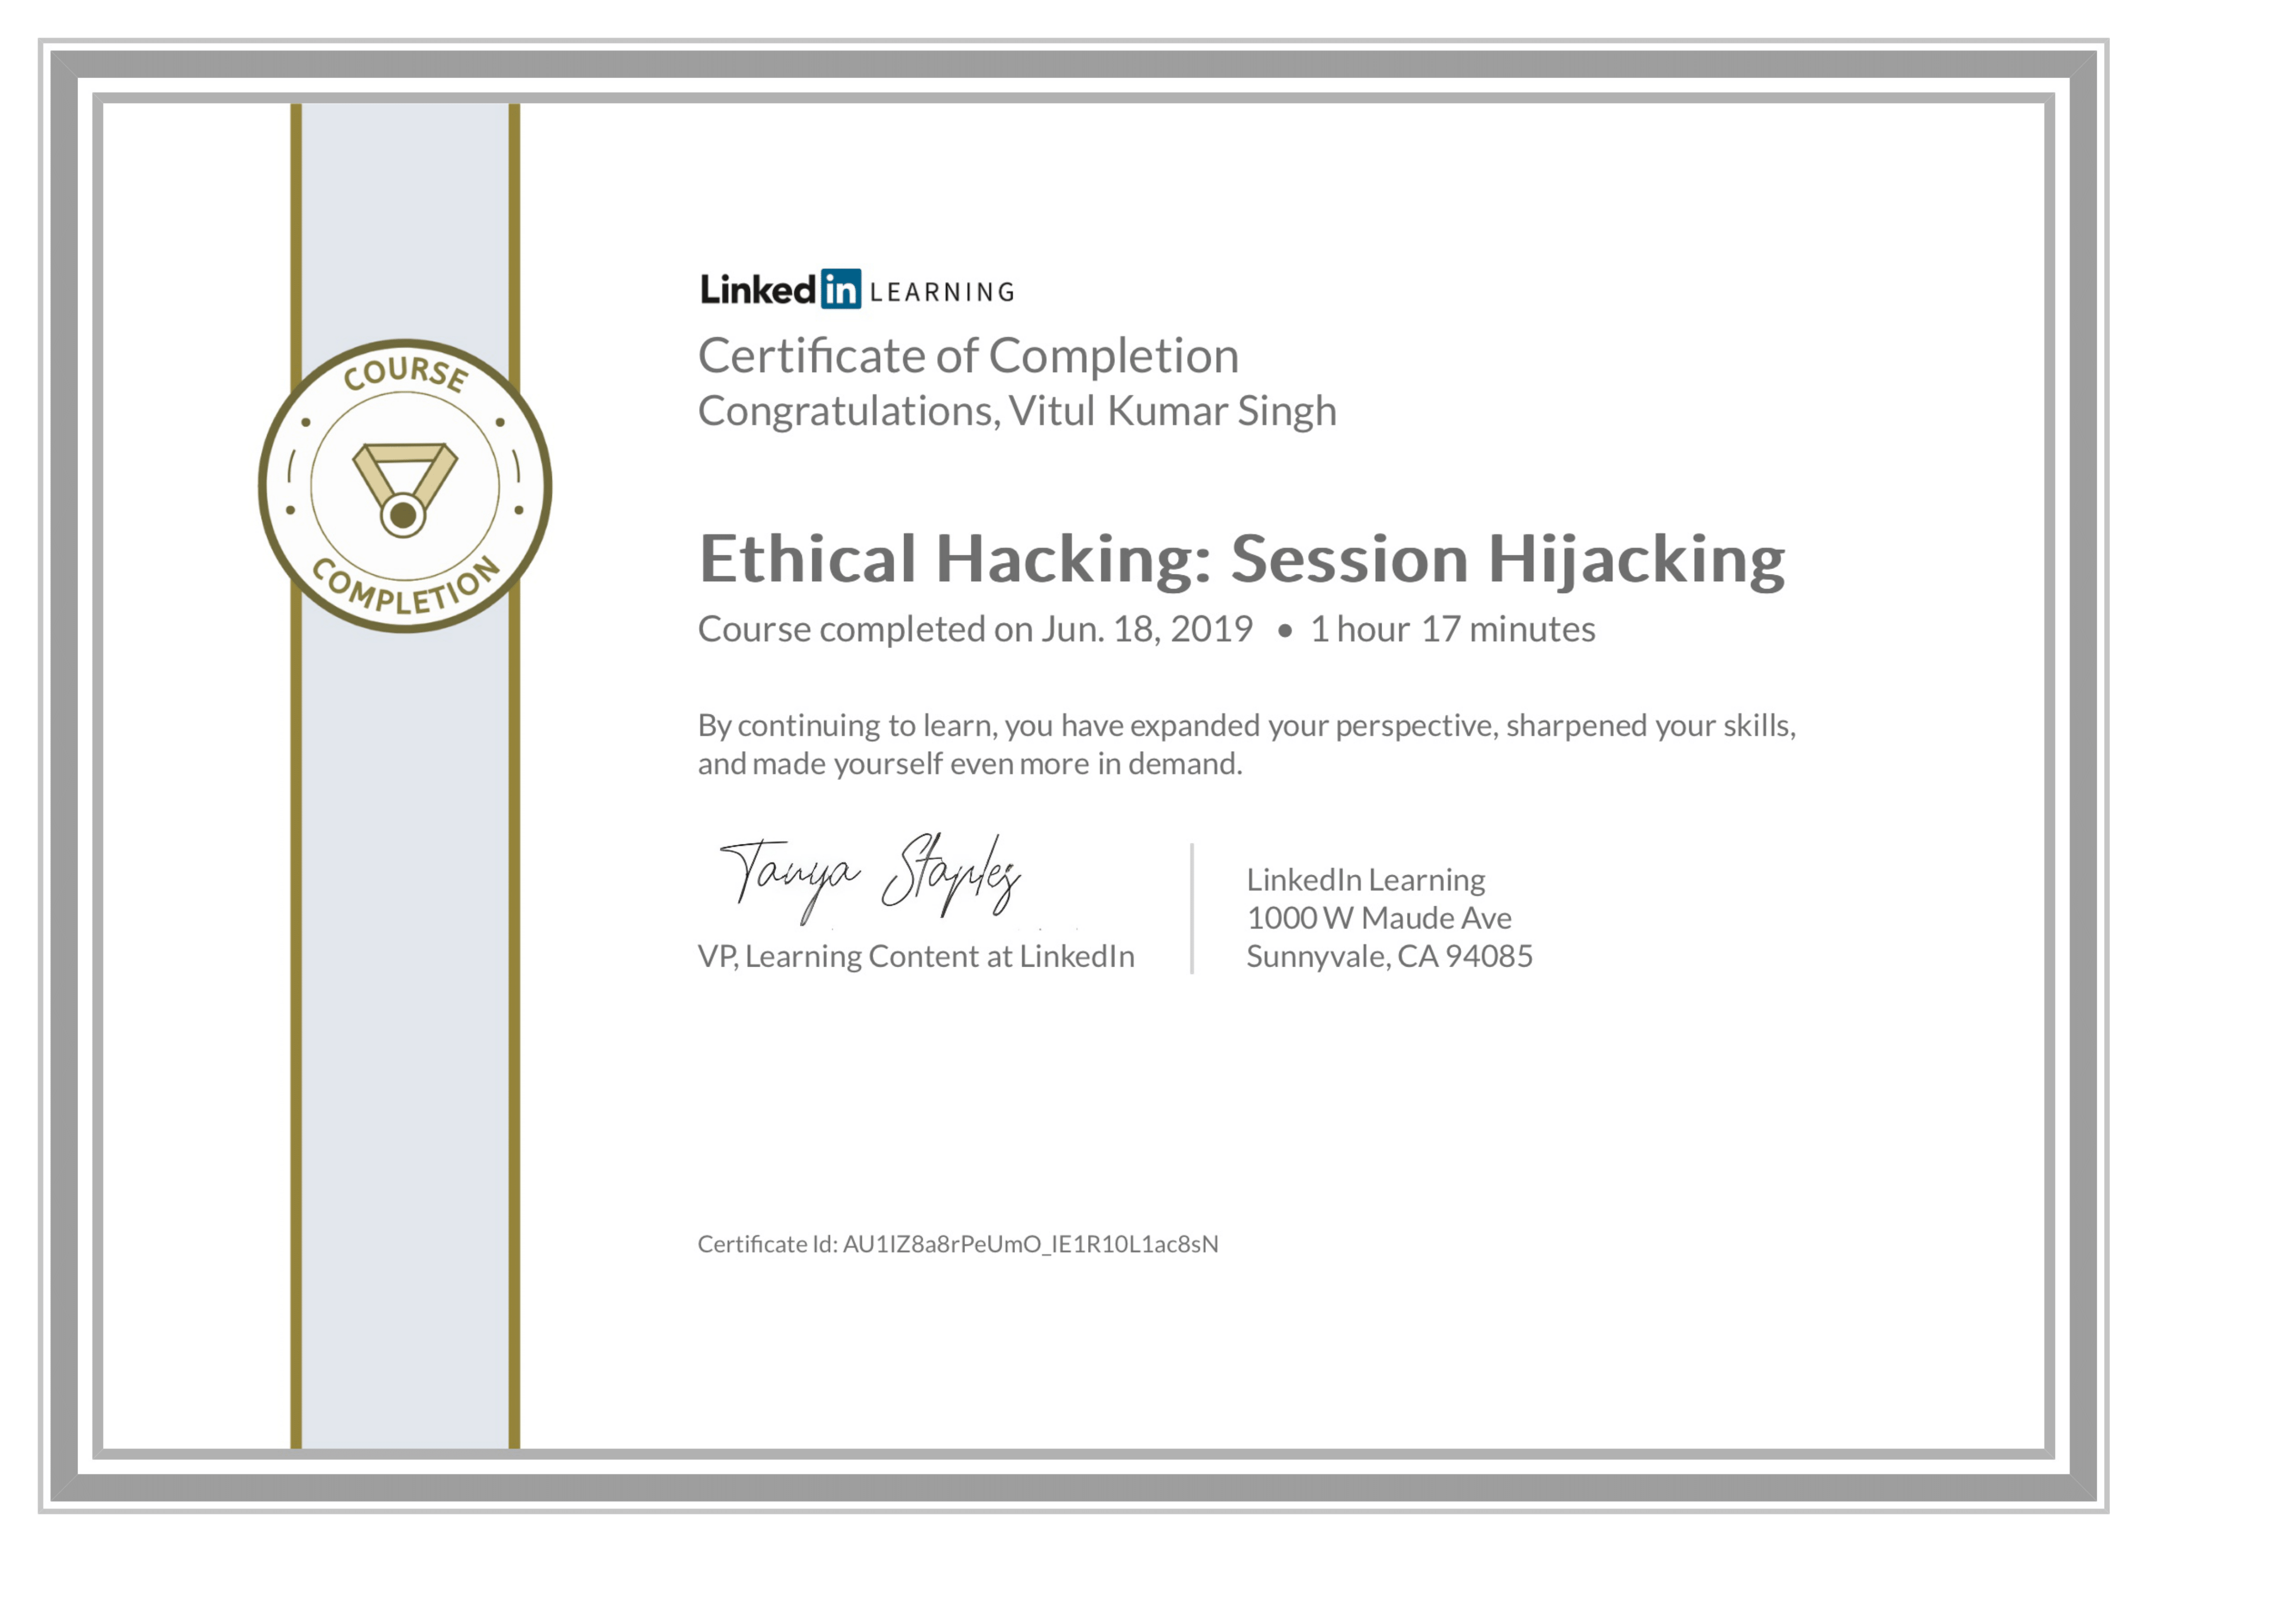 COURSE
COMPLETION
Linked in LEARNING
Certificate of Completion
Congratulations, Vitul Kumar Singh
Ethical Hacking: Session Hijacking
Course completed on Jun. 18, 2019 • 1 hour 17 minutes
By continuing to learn, you have expanded your perspective, sharpened your skills,
and made yourself even more in demand.
Tanya Staples
VP, Learning Content at LinkedIn
LinkedIn Learning
1000 W Maude Ave
Sunnyvale, CA 94085
Certificate Id: AU1IZ8a8rPeUmO_IE1R10L1ac8sN